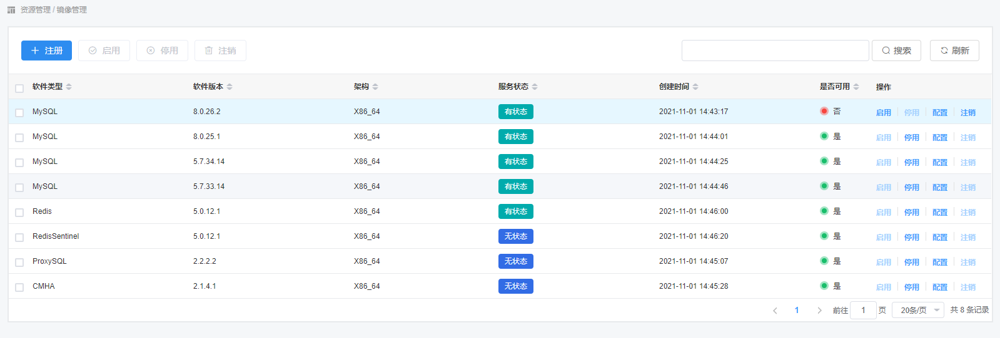 资源管理 / 镜像管理
注册 启用 停用 注销 搜索 刷新
软件类型 软件版本 架构 服务状态 创建时间 是否可用 操作
MySQL 8.0.26.2 X86_64 有状态 2021-11-01 14:43:17 否 启用 停用 配置 注销
MySQL 8.0.25.1 X86_64 有状态 2021-11-01 14:44:01 是 启用 停用 配置 注销
MySQL 5.7.34.14 X86_64 有状态 2021-11-01 14:44:25 是 启用 停用 配置 注销
MySQL 5.7.33.14 X86_64 有状态 2021-11-01 14:44:46 是 启用 停用 配置 注销
Redis 5.0.12.1 X86_64 有状态 2021-11-01 14:46:00 是 启用 停用 配置 注销
RedisSentinel 5.0.12.1 X86_64 无状态 2021-11-01 14:46:20 是 启用 停用 配置 注销
ProxySQL 2.2.2.2 X86_64 无状态 2021-11-01 14:45:07 是 启用 停用 配置 注销
CMHA 2.1.4.1 X86_64 无状态 2021-11-01 14:45:28 是 启用 停用 配置 注销
1 前往 1 页 20条/页 共 8 条记录